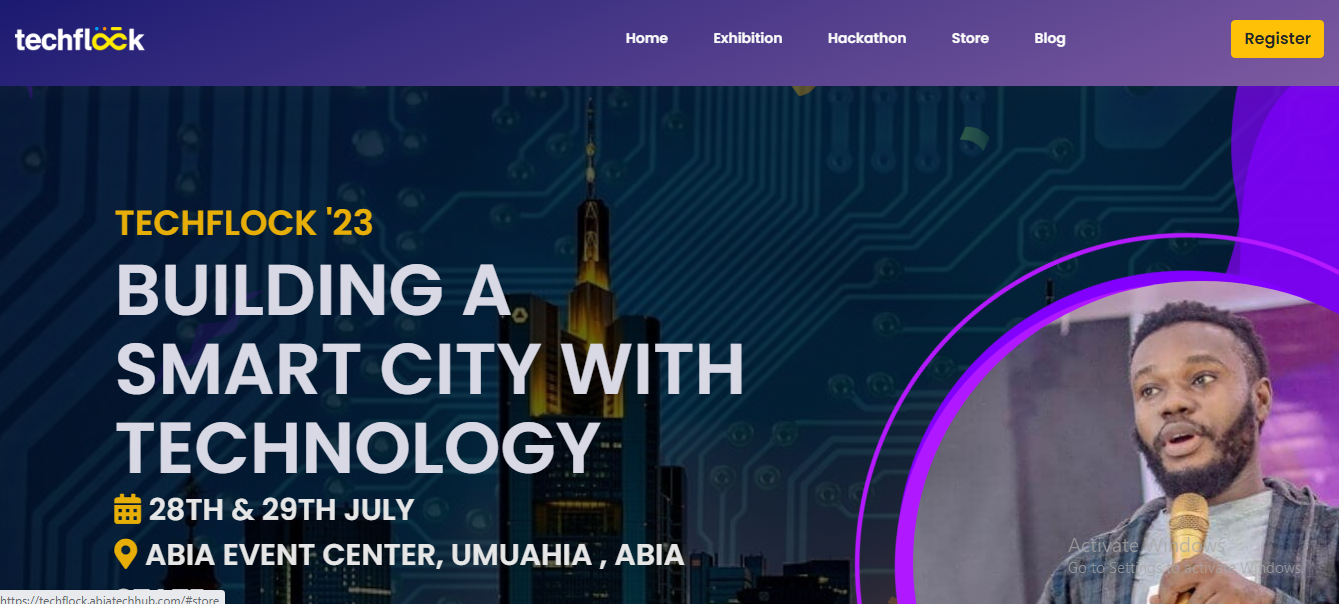 techflock
Home
Exhibition
Hackathon
Store
Blog
Register
TECHFLOCK '23
BUILDING A
SMART CITY WITH
TECHNOLOGY
28TH & 29TH JULY
ABIA EVENT CENTER, UMUAHIA , ABIA
Activate Windows
Go to Settings to activate Windows.
https://techflock.abiatechhub.com/#store